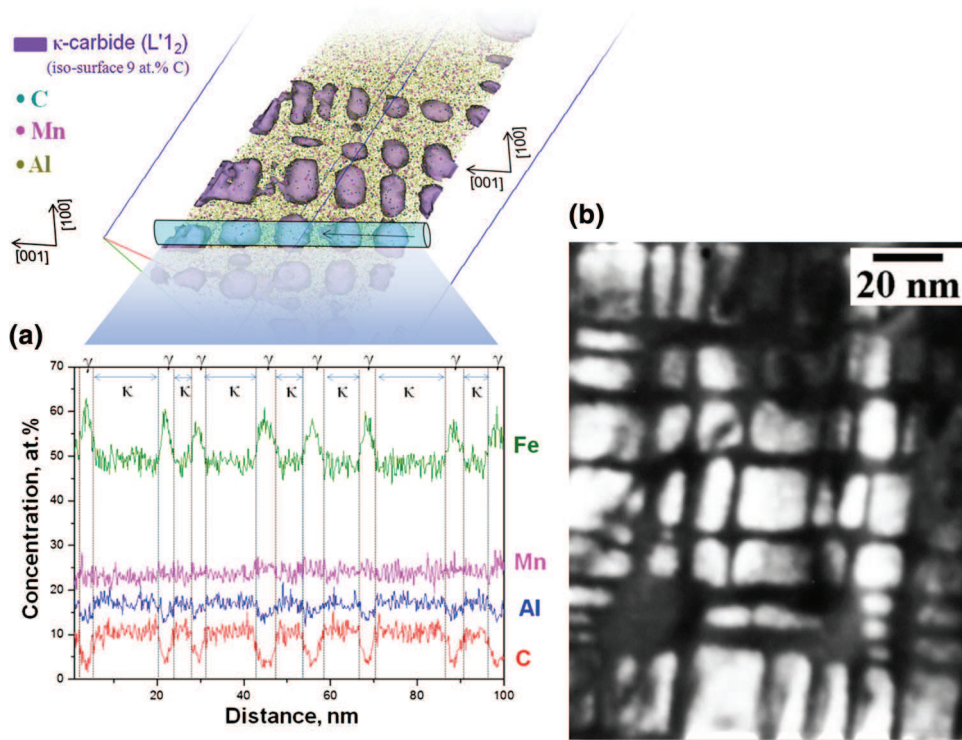 κ-carbide (L'1₂)
(iso-surface 9 at.% C)
• C
• Mn
• Al
[100]
[001]
[100]
[001]
(a)
γ γ γ γ γ γ γ γ
κ κ κ κ κ κ κ
70
60
50
40
30
20
10
0
Concentration, at.%
Fe
Mn
Al
C
20 40 60 80 100
Distance, nm
(b)
20 nm